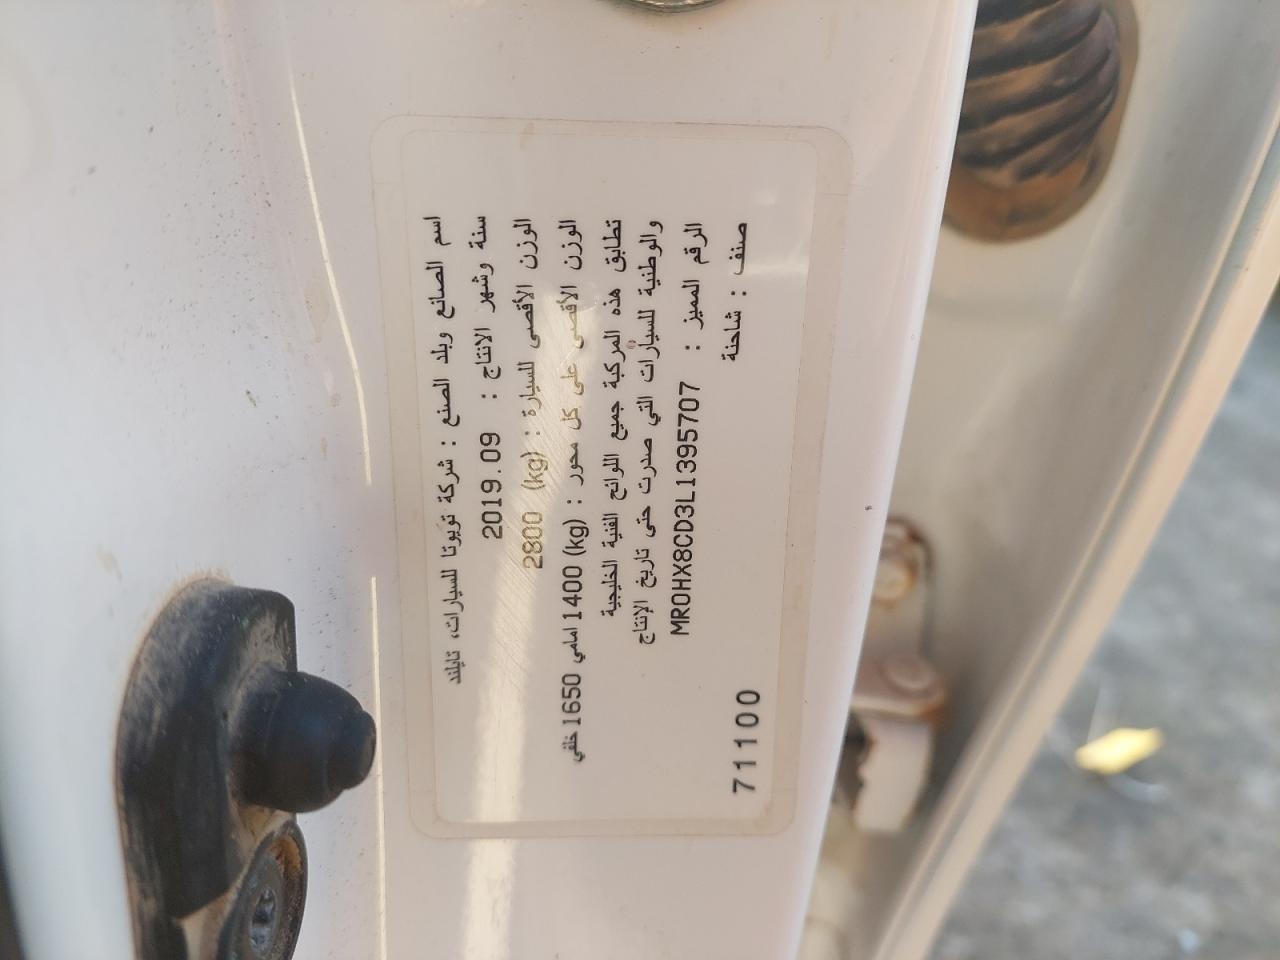 اسم الصانع وبلد الصنع : شركة تويوتا للسيارات، تايلند
سنة وشهر الانتاج : 2019.09
الوزن الأقصى للسيارة : (kg) 2800
الوزن الأقصى على كل محور : (kg) 1400 امامي 1650 خلفي
تطابق هذه المركبة جميع اللوائح الفنية الخليجية
والوطنية للسيارات التي صدرت حتى تاريخ الإنتاج
الرقم المميز : MR0HX8CD3L1395707
صنف : شاحنة
71100